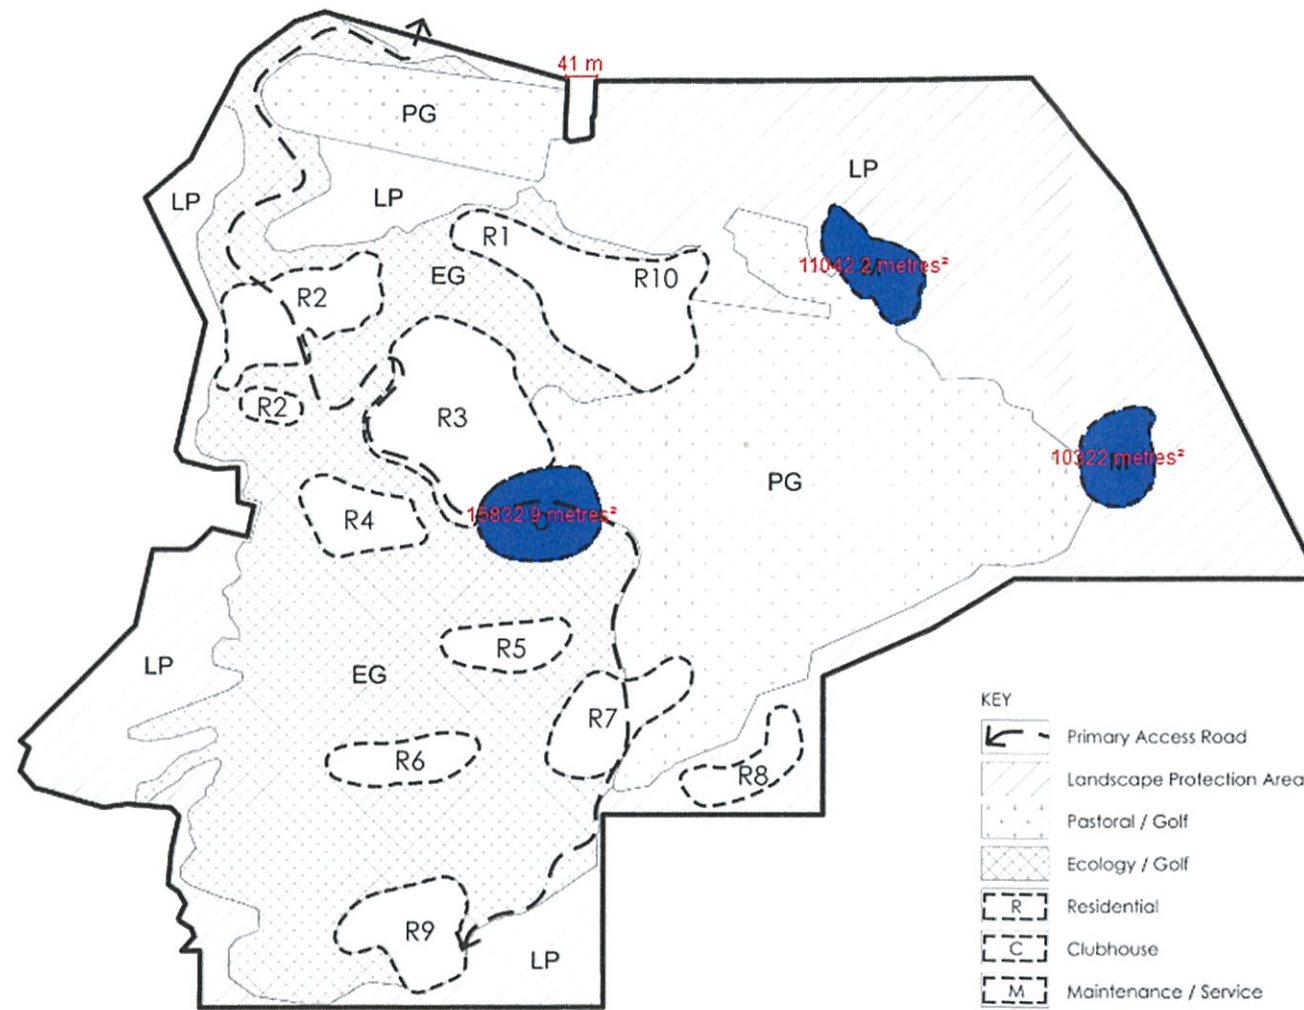 41 m
PG
LP
LP
LP
R1
R10
EG
R2
11042.2 metres²
M
R2
R3
R4
PG
10322 metres²
M
15832.9 metres²
C
R5
LP
EG
R7
R6
R8
R9
LP
KEY
Primary Access Road
Landscape Protection Area
Pastoral / Golf
Ecology / Golf
R Residential
C Clubhouse
M Maintenance / Service